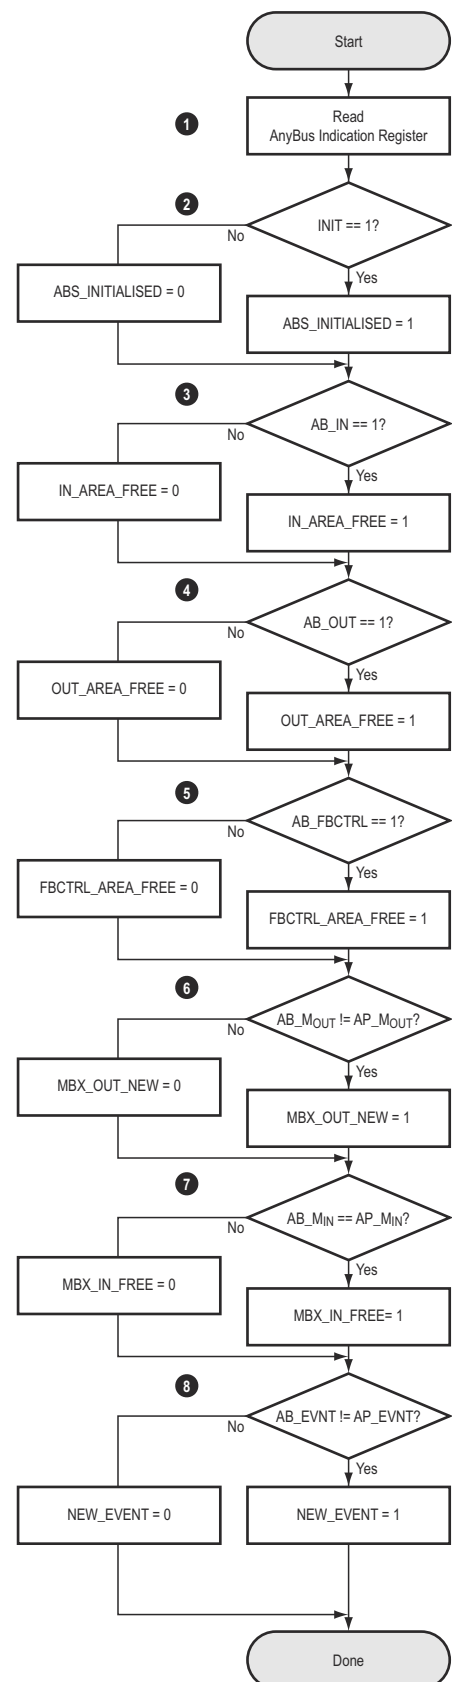 Start
1
Read
AnyBus Indication Register
2
INIT == 1?
No
Yes
ABS_INITIALISED = 0
ABS_INITIALISED = 1
3
AB_IN == 1?
No
Yes
IN_AREA_FREE = 0
IN_AREA_FREE = 1
4
AB_OUT == 1?
No
Yes
OUT_AREA_FREE = 0
OUT_AREA_FREE = 1
5
AB_FBCTRL == 1?
No
Yes
FBCTRL_AREA_FREE = 0
FBCTRL_AREA_FREE = 1
6
AB_MOUT != AP_MOUT?
No
Yes
MBX_OUT_NEW = 0
MBX_OUT_NEW = 1
7
AB_MIN == AP_MIN?
No
Yes
MBX_IN_FREE = 0
MBX_IN_FREE= 1
8
AB_EVNT != AP_EVNT?
No
Yes
NEW_EVENT = 0
NEW_EVENT = 1
Done